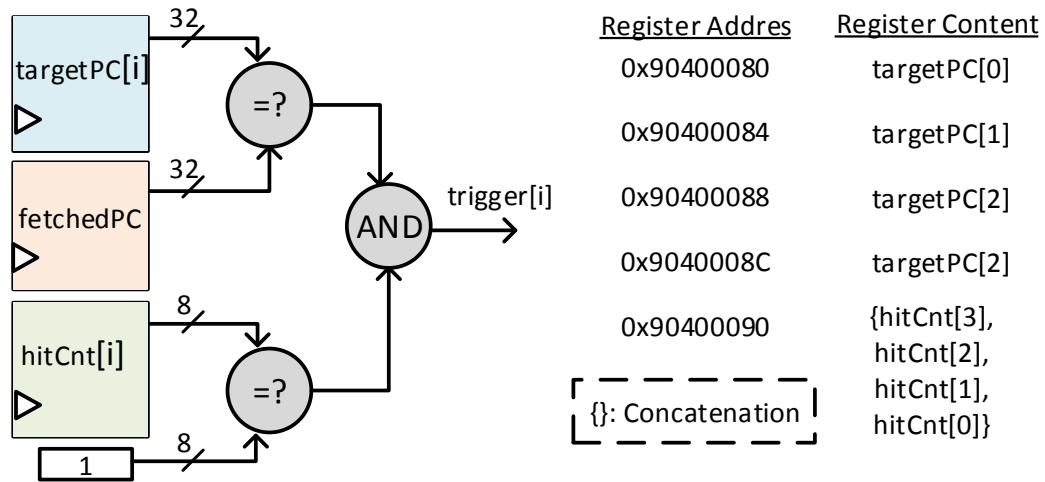 32
targetPC[i]
=?
32
fetchedPC
AND
trigger[i]
8
hitCnt[i]
=?
8
1
Register Addres Register Content
0x90400080 targetPC[0]
0x90400084 targetPC[1]
0x90400088 targetPC[2]
0x9040008C targetPC[2]
0x90400090 {hitCnt[3],
hitCnt[2],
hitCnt[1],
hitCnt[0]}
{}: Concatenation